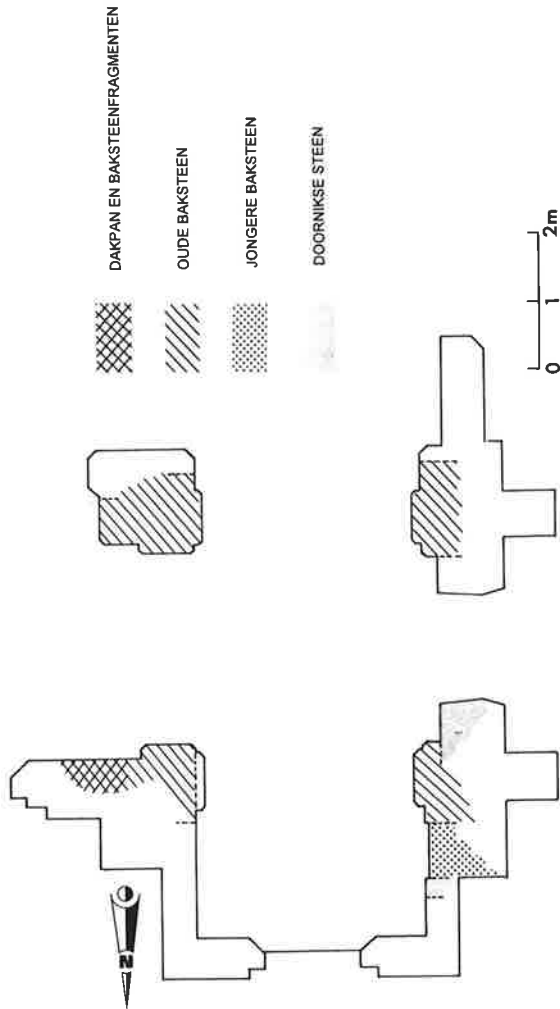 DAKPAN EN BAKSTEENFRAGMENTEN
OUDE BAKSTEEN
JONGERE BAKSTEEN
DOORNIKSE STEEN
0 1 2m
N